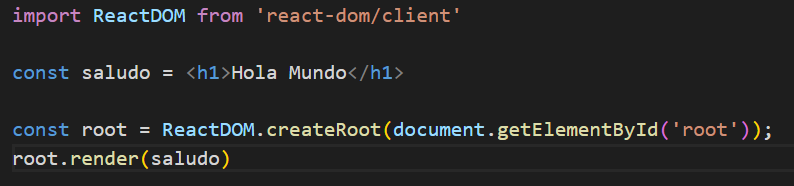 import ReactDOM from 'react-dom/client'
const saludo = <h1>Hola Mundo</h1>
const root = ReactDOM.createRoot(document.getElementById('root'));
root.render(saludo)